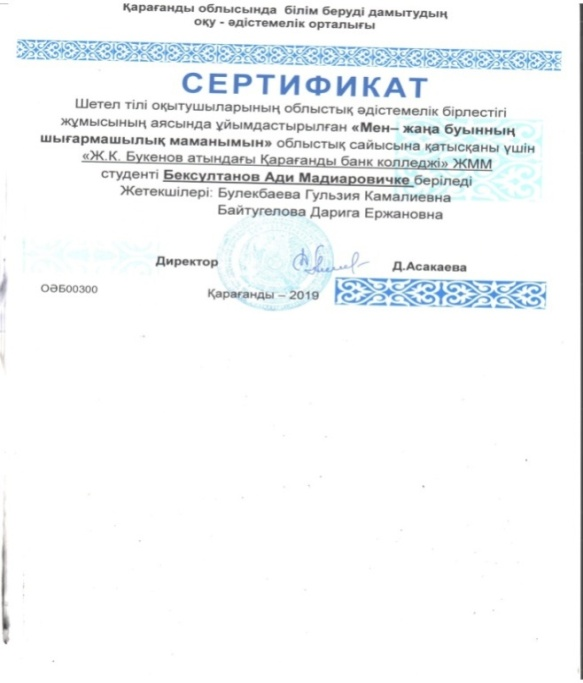 Қарағанды облысында білім беруді дамытудың
оқу - әдістемелік орталығы
СЕРТИФИКАТ
Шетел тілі оқытушыларының облыстық әдістемелік бірлестігі
жұмысының аясында ұйымдастырылған «Мен– жаңа буынның
шығармашылық маманымын» облыстық сайысына қатысқаны үшін
«Ж.К. Букенов атындағы Қарағанды банк колледжі» ЖММ
студенті Бексултанов Ади Мадиаровичке беріледі
Жетекшілері: Булекбаева Гульзия Камалиевна
Байтугелова Дарига Ержановна
Директор Д.Асакаева
ОӘБ00300 Қарағанды – 2019